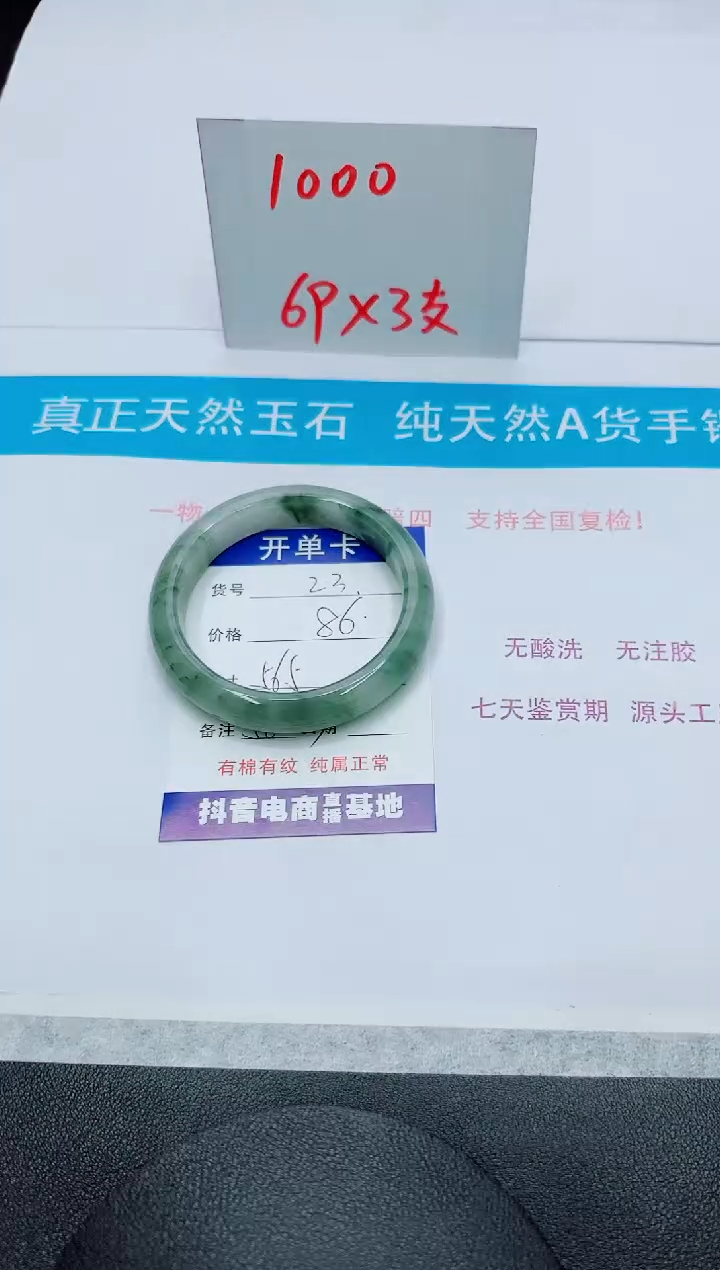 1000
6P×3支
真正天然玉石 纯天然A货手
一物 赔四 支持全国复检!
开单卡
货号 23.
价格 86.
56.5
无酸洗 无注胶
七天鉴赏期 源头工
备注
有棉有纹 纯属正常
抖音电商直播基地